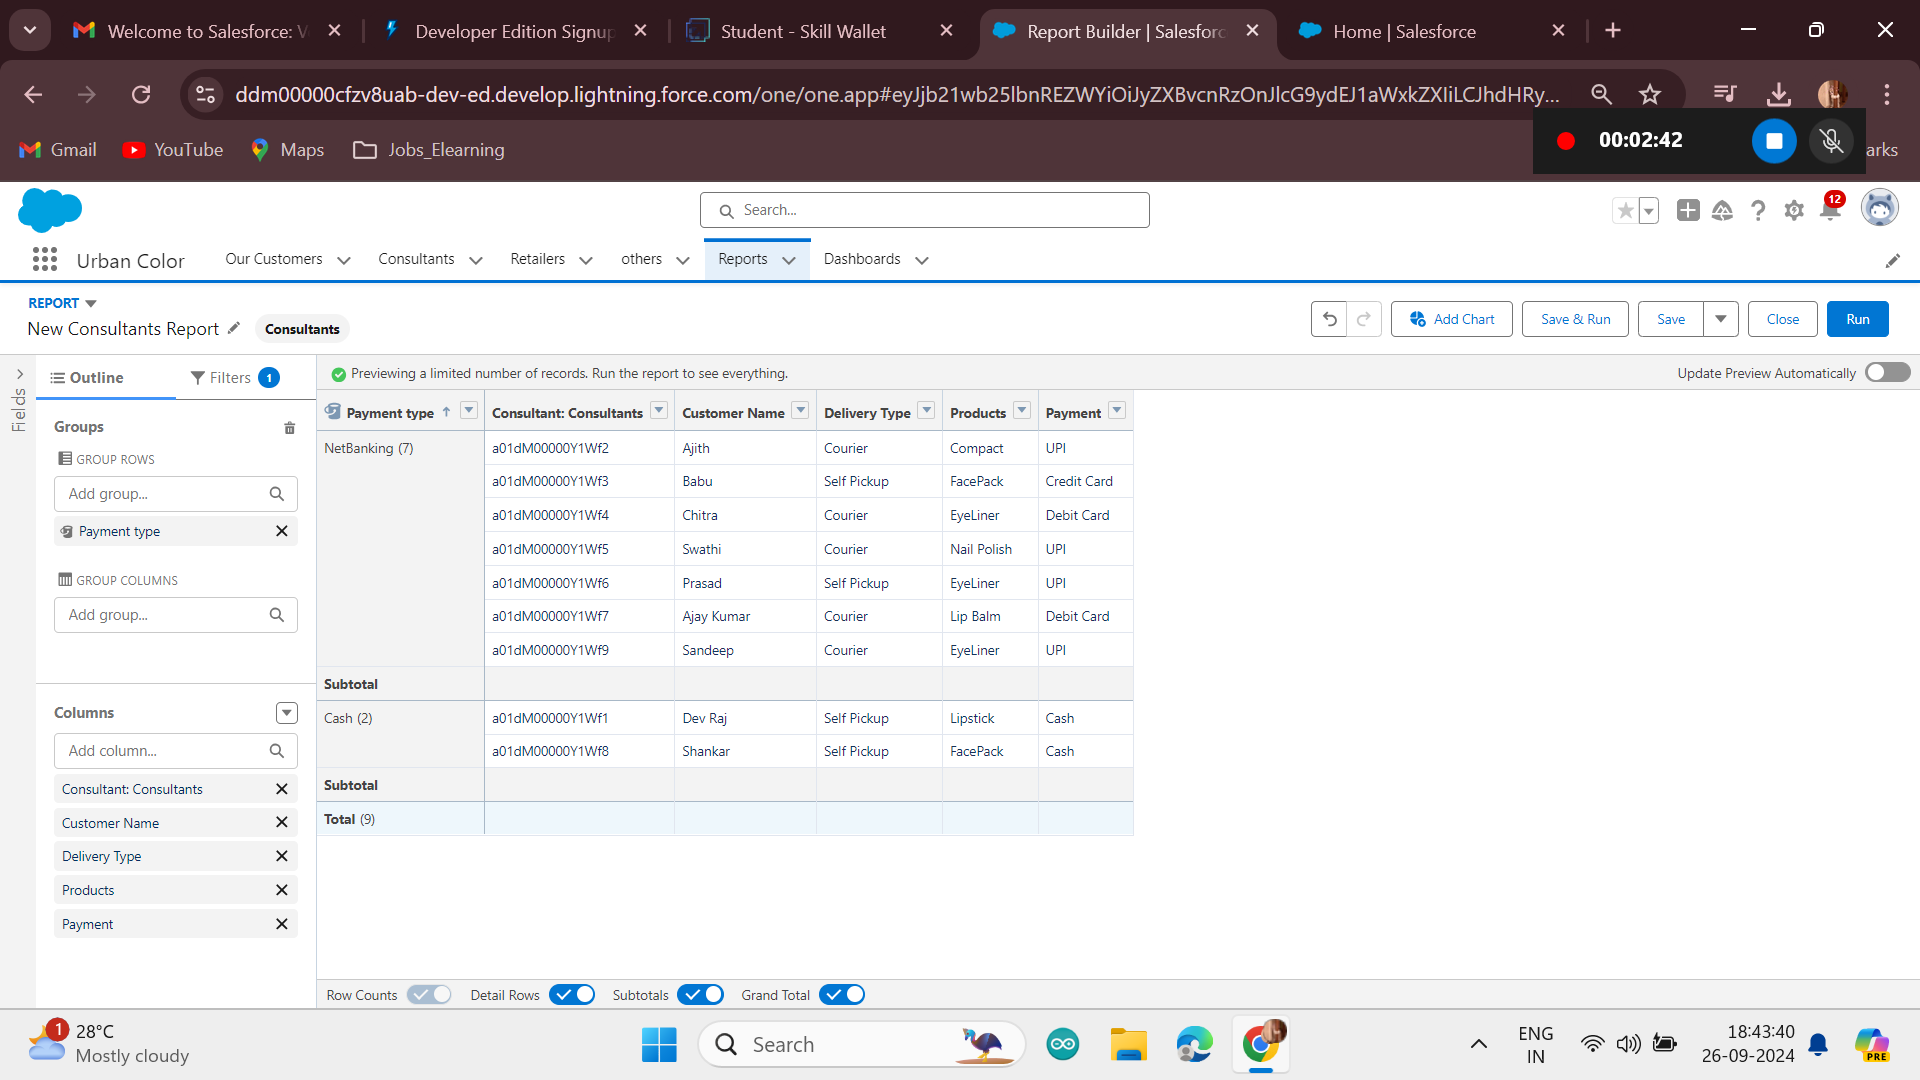 Welcome to Salesforce: V
Developer Edition Signup
Student - Skill Wallet
Report Builder | Salesforc
Home | Salesforce
ddm00000cfzv8uab-dev-ed.develop.lightning.force.com/one/one.app#eyJjb21wb25lbnREZWYiOiJyZXBvcnRzOnJlcG9ydEJ1aWxkZXIiLCJhdHRy...
Gmail
YouTube
Maps
Jobs_Elearning
arks
00:02:42
Search...
12
Urban Color
Our Customers
Consultants
Retailers
others
Reports
Dashboards
REPORT
New Consultants Report
Consultants
Add Chart
Save & Run
Save
Close
Run
Fields
Outline
Filters 1
Previewing a limited number of records. Run the report to see everything.
Update Preview Automatically
Groups
GROUP ROWS
Add group...
Payment type
GROUP COLUMNS
Add group...
Columns
Add column...
Consultant: Consultants
Customer Name
Delivery Type
Products
Payment
Payment type Consultant: Consultants Customer Name Delivery Type Products Payment
NetBanking (7) a01dM00000Y1Wf2 Ajith Courier Compact UPI
a01dM00000Y1Wf3 Babu Self Pickup FacePack Credit Card
a01dM00000Y1Wf4 Chitra Courier EyeLiner Debit Card
a01dM00000Y1Wf5 Swathi Courier Nail Polish UPI
a01dM00000Y1Wf6 Prasad Self Pickup EyeLiner UPI
a01dM00000Y1Wf7 Ajay Kumar Courier Lip Balm Debit Card
a01dM00000Y1Wf9 Sandeep Courier EyeLiner UPI
Subtotal
Cash (2) a01dM00000Y1Wf1 Dev Raj Self Pickup Lipstick Cash
a01dM00000Y1Wf8 Shankar Self Pickup FacePack Cash
Subtotal
Total (9)
Row Counts
Detail Rows
Subtotals
Grand Total
1
28°C
Mostly cloudy
Search
ENG
IN
18:43:40
26-09-2024
PRE